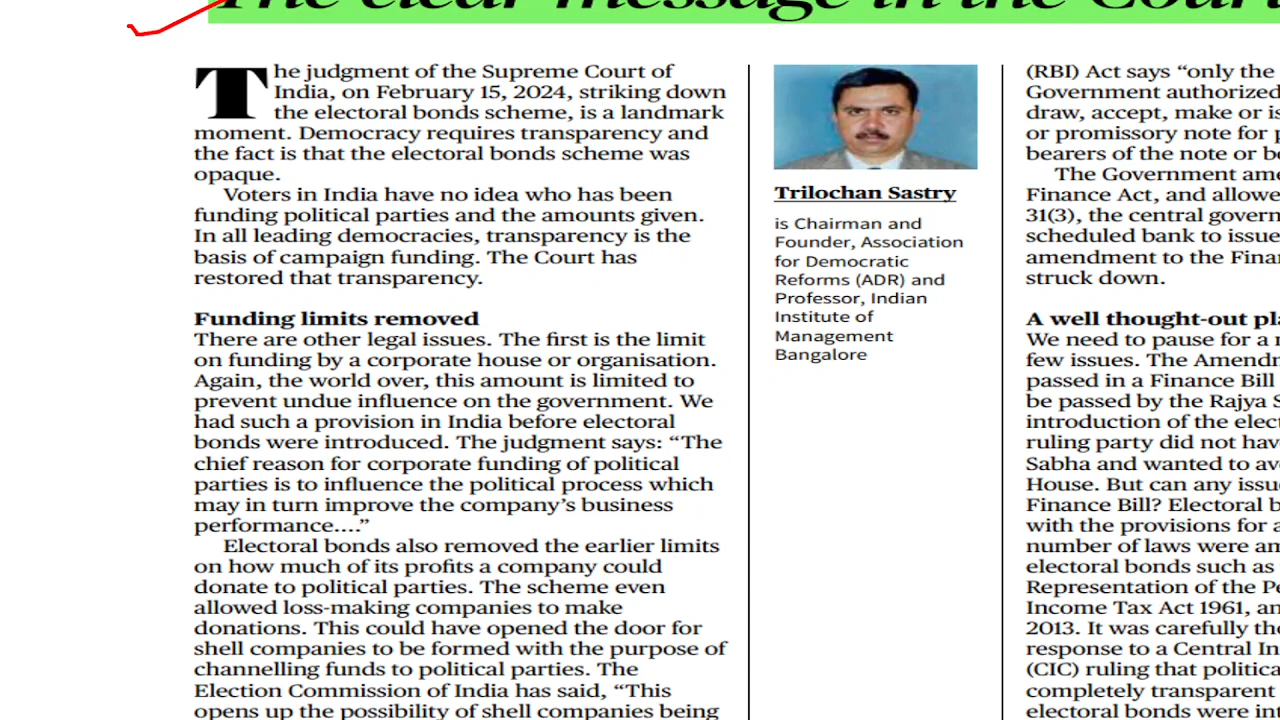 The clear message in the Court
The judgment of the Supreme Court of
India, on February 15, 2024, striking down
the electoral bonds scheme, is a landmark
moment. Democracy requires transparency and
the fact is that the electoral bonds scheme was
opaque.
Voters in India have no idea who has been
funding political parties and the amounts given.
In all leading democracies, transparency is the
basis of campaign funding. The Court has
restored that transparency.
Funding limits removed
There are other legal issues. The first is the limit
on funding by a corporate house or organisation.
Again, the world over, this amount is limited to
prevent undue influence on the government. We
had such a provision in India before electoral
bonds were introduced. The judgment says: “The
chief reason for corporate funding of political
parties is to influence the political process which
may in turn improve the company’s business
performance....”
Electoral bonds also removed the earlier limits
on how much of its profits a company could
donate to political parties. The scheme even
allowed loss-making companies to make
donations. This could have opened the door for
shell companies to be formed with the purpose of
channelling funds to political parties. The
Election Commission of India has said, “This
opens up the possibility of shell companies being
Trilochan Sastry
is Chairman and
Founder, Association
for Democratic
Reforms (ADR) and
Professor, Indian
Institute of
Management
Bangalore
(RBI) Act says “only the
Government authorized
draw, accept, make or is
or promissory note for p
bearers of the note or be
The Government ame
Finance Act, and allowe
31(3), the central govern
scheduled bank to issue
amendment to the Finan
struck down.
A well thought-out pla
We need to pause for a m
few issues. The Amendm
passed in a Finance Bill
be passed by the Rajya S
introduction of the elect
ruling party did not hav
Sabha and wanted to avo
House. But can any issu
Finance Bill? Electoral b
with the provisions for a
number of laws were am
electoral bonds such as
Representation of the Pe
Income Tax Act 1961, an
2013. It was carefully tho
response to a Central In
(CIC) ruling that politica
completely transparent
electoral bonds were int